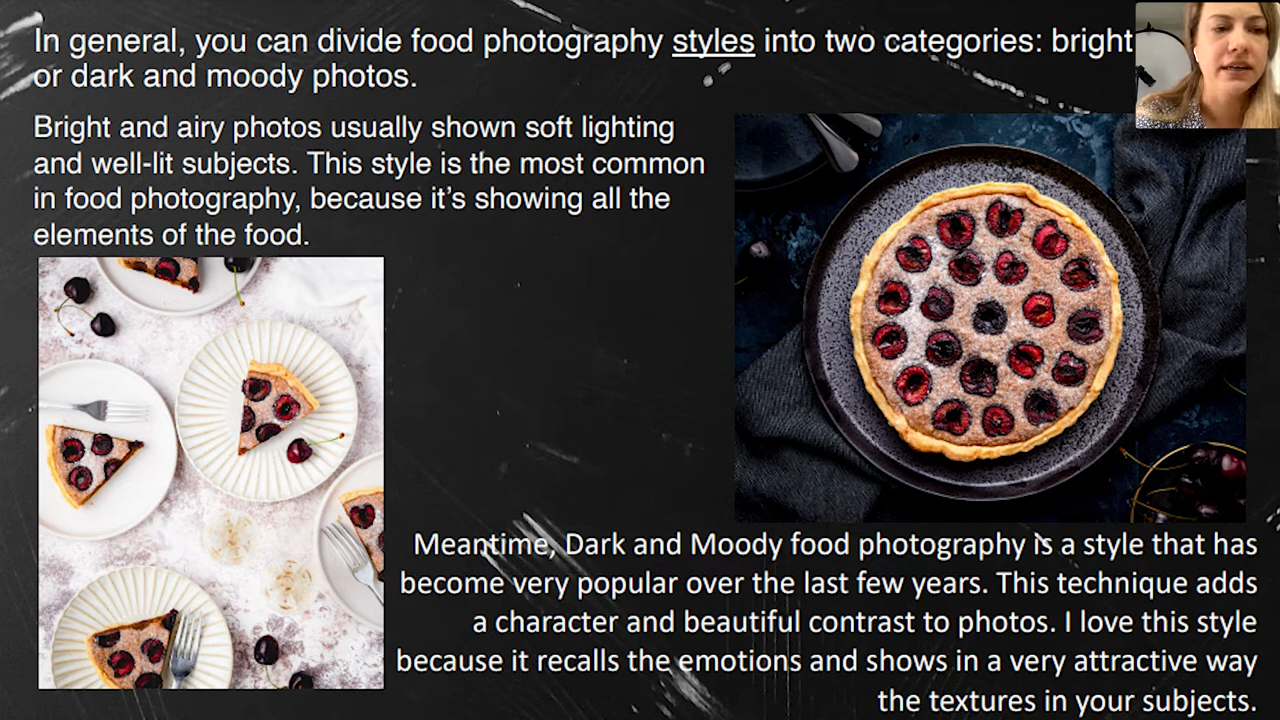 In general, you can divide food photography styles into two categories: bright
or dark and moody photos.
Bright and airy photos usually shown soft lighting
and well-lit subjects. This style is the most common
in food photography, because it’s showing all the
elements of the food.
Meantime, Dark and Moody food photography is a style that has
become very popular over the last few years. This technique adds
a character and beautiful contrast to photos. I love this style
because it recalls the emotions and shows in a very attractive way
the textures in your subjects.